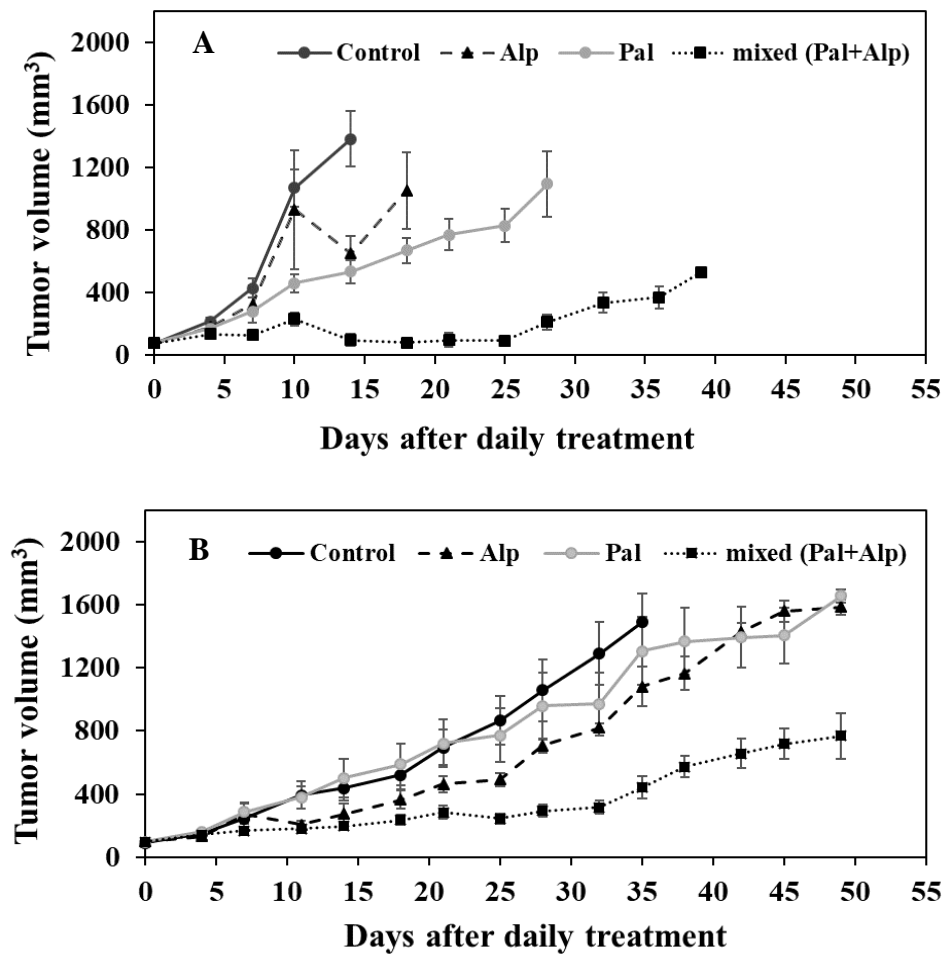 A
Control Alp Pal mixed (Pal+Alp)
2000
1600
1200
800
400
0
Tumor volume (mm³)
0 5 10 15 20 25 30 35 40 45 50 55
Days after daily treatment
B
Control Alp Pal mixed (Pal+Alp)
2000
1600
1200
800
400
0
Tumor volume (mm³)
0 5 10 15 20 25 30 35 40 45 50 55
Days after daily treatment